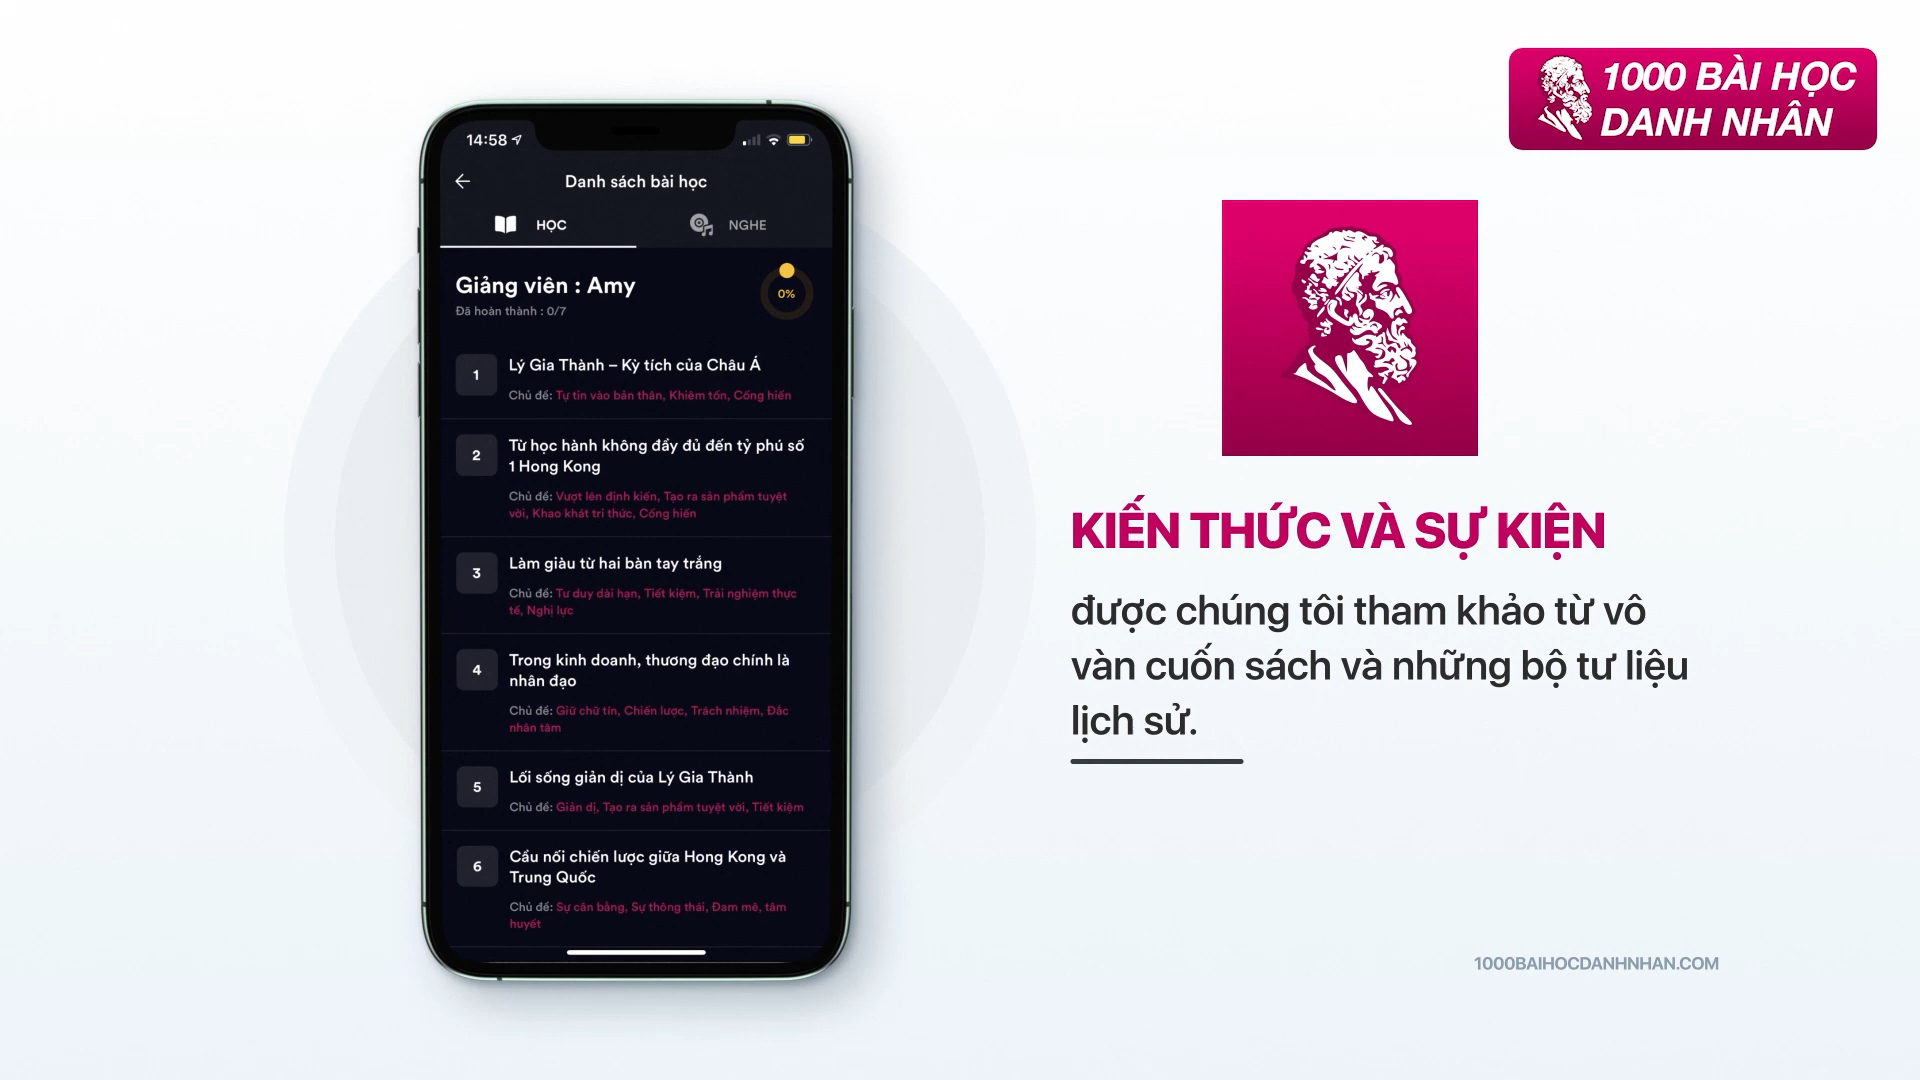 14:58
Danh sách bài học
HỌC
NGHE
Giảng viên : Amy
Đã hoàn thành : 0/7
0%
1
Lý Gia Thành – Kỳ tích của Châu Á
Chủ đề: Tự tin vào bản thân, Khiêm tốn, Cống hiến
2
Từ học hành không đầy đủ đến tỷ phú số
1 Hong Kong
Chủ đề: Vượt lên định kiến, Tạo ra sản phẩm tuyệt
vời, Khao khát tri thức, Cống hiến
3
Làm giàu từ hai bàn tay trắng
Chủ đề: Tư duy dài hạn, Tiết kiệm, Trải nghiệm thực
tế, Nghị lực
4
Trong kinh doanh, thương đạo chính là
nhân đạo
Chủ đề: Giữ chữ tín, Chiến lược, Trách nhiệm, Đắc
nhân tâm
5
Lối sống giản dị của Lý Gia Thành
Chủ đề: Giản dị, Tạo ra sản phẩm tuyệt vời, Tiết kiệm
6
Cầu nối chiến lược giữa Hong Kong và
Trung Quốc
Chủ đề: Sự cân bằng, Sự thông thái, Đam mê, tâm
huyết
1000 BÀI HỌC
DANH NHÂN
KIẾN THỨC VÀ SỰ KIỆN
được chúng tôi tham khảo từ vô
vàn cuốn sách và những bộ tư liệu
lịch sử.
1000BAIHOCDANHNHAN.COM